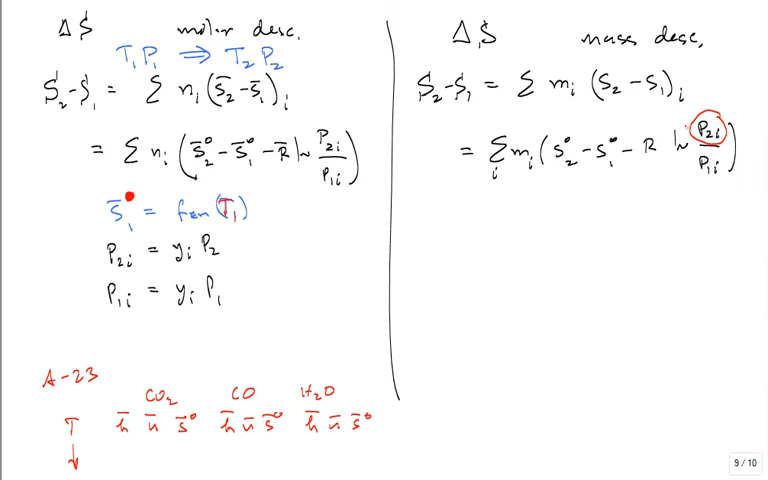 ΔS molar desc.
T₁P₁ ⇒ T₂P₂
S₂-S₁ = Σ nᵢ (s̄₂-s̄₁)ᵢ
= Σ nᵢ (s̄₂° - s̄₁° - R̄ ln P₂ᵢ/P₁ᵢ)
s̄₁° = fcn(T₁)
P₂ᵢ = yᵢ P₂
P₁ᵢ = yᵢ P₁
A-23
CO₂ CO H₂O
T h̄ ū s̄° h̄ ū s̄° h̄ ū s̄°
↓
ΔS mass desc.
S₂-S₁ = Σ mᵢ (s₂-s₁)ᵢ
= Σᵢ mᵢ (s₂° - s₁° - R ln P₂ᵢ/P₁ᵢ)
9 / 10